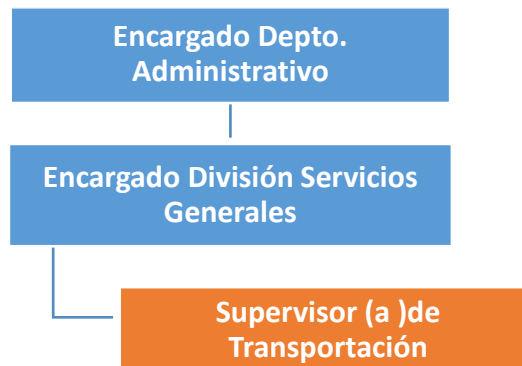 Encargado Depto.
Administrativo
Encargado División Servicios
Generales
Supervisor (a )de
Transportación